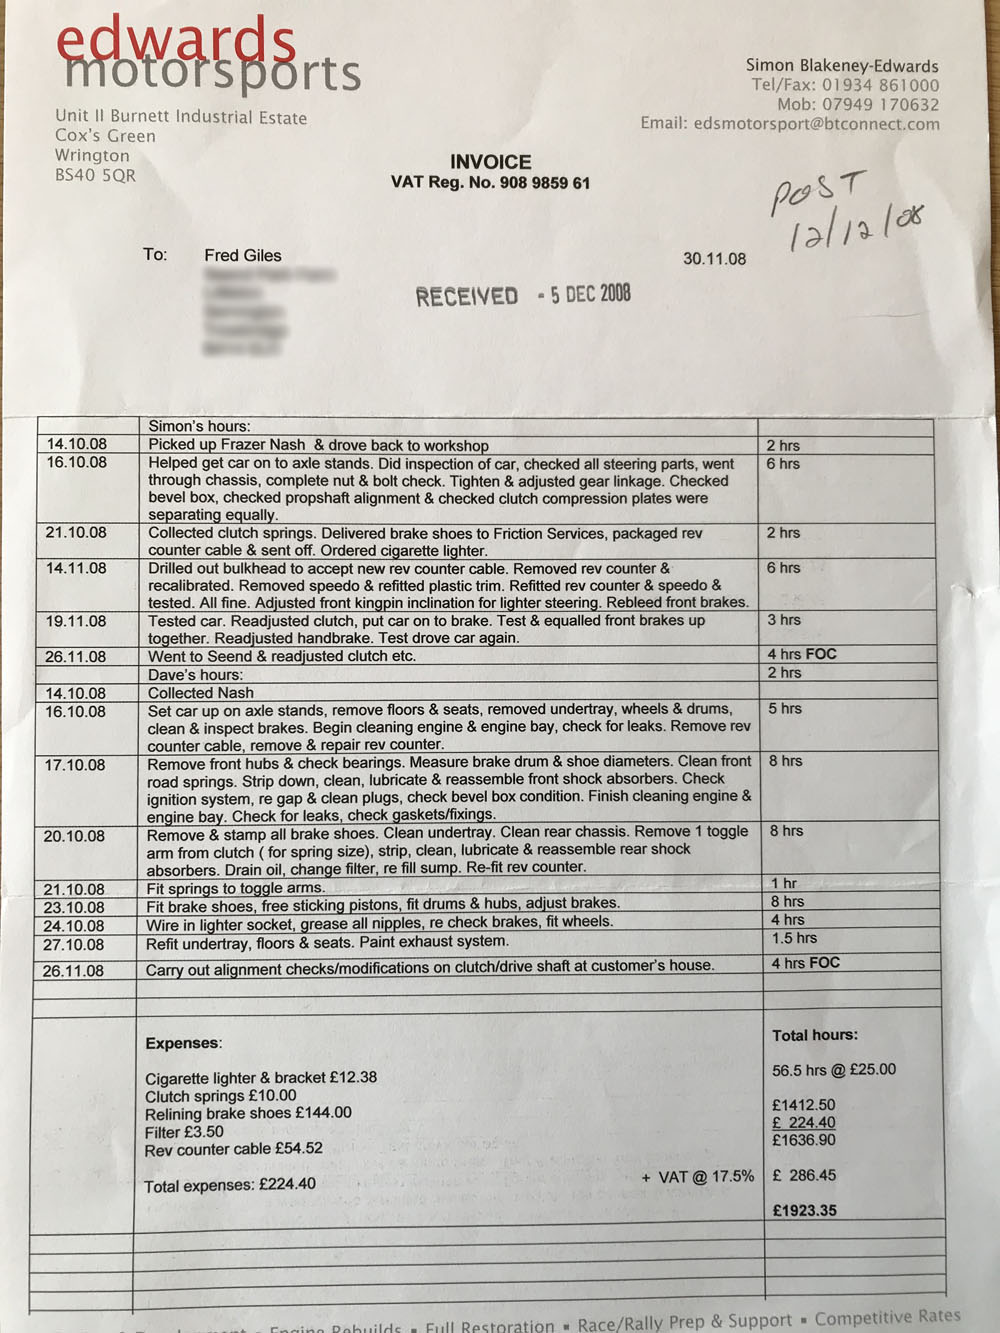 edwards
motorsports
Unit II Burnett Industrial Estate
Cox's Green
Wrington
BS40 5QR
Simon Blakeney-Edwards
Tel/Fax: 01934 861000
Mob: 07949 170632
Email: edsmotorsport@btconnect.com
INVOICE
VAT Reg. No. 908 9859 61
POST
12/12/08
To: Fred Giles
30.11.08
RECEIVED - 5 DEC 2008
Simon's hours:
14.10.08 Picked up Frazer Nash & drove back to workshop 2 hrs
16.10.08 Helped get car on to axle stands. Did inspection of car, checked all steering parts, went 6 hrs
through chassis, complete nut & bolt check. Tighten & adjusted gear linkage. Checked
bevel box, checked propshaft alignment & checked clutch compression plates were
separating equally.
21.10.08 Collected clutch springs. Delivered brake shoes to Friction Services, packaged rev 2 hrs
counter cable & sent off. Ordered cigarette lighter.
14.11.08 Drilled out bulkhead to accept new rev counter cable. Removed rev counter & 6 hrs
recalibrated. Removed speedo & refitted plastic trim. Refitted rev counter & speedo &
tested. All fine. Adjusted front kingpin inclination for lighter steering. Rebleed front brakes.
19.11.08 Tested car. Readjusted clutch, put car on to brake. Test & equalled front brakes up 3 hrs
together. Readjusted handbrake. Test drove car again.
26.11.08 Went to Seend & readjusted clutch etc. 4 hrs FOC
Dave's hours: 2 hrs
14.10.08 Collected Nash
16.10.08 Set car up on axle stands, remove floors & seats, removed undertray, wheels & drums, 5 hrs
clean & inspect brakes. Begin cleaning engine & engine bay, check for leaks. Remove rev
counter cable, remove & repair rev counter.
17.10.08 Remove front hubs & check bearings. Measure brake drum & shoe diameters. Clean front 8 hrs
road springs. Strip down, clean, lubricate & reassemble front shock absorbers. Check
ignition system, re gap & clean plugs, check bevel box condition. Finish cleaning engine &
engine bay. Check for leaks, check gaskets/fixings.
20.10.08 Remove & stamp all brake shoes. Clean undertray. Clean rear chassis. Remove 1 toggle 8 hrs
arm from clutch ( for spring size), strip, clean, lubricate & reassemble rear shock
absorbers. Drain oil, change filter, re fill sump. Re-fit rev counter.
21.10.08 Fit springs to toggle arms. 1 hr
23.10.08 Fit brake shoes, free sticking pistons, fit drums & hubs, adjust brakes. 8 hrs
24.10.08 Wire in lighter socket, grease all nipples, re check brakes, fit wheels. 4 hrs
27.10.08 Refit undertray, floors & seats. Paint exhaust system. 1.5 hrs
26.11.08 Carry out alignment checks/modifications on clutch/drive shaft at customer's house. 4 hrs FOC
Expenses: Total hours:
Cigarette lighter & bracket £12.38 56.5 hrs @ £25.00
Clutch springs £10.00
Relining brake shoes £144.00 £1412.50
Filter £3.50 £ 224.40
Rev counter cable £54.52 £1636.90
Total expenses: £224.40 + VAT @ 17.5% £ 286.45
£1923.35
Engine Rebuilds ▪ Full Restoration ▪ Race/Rally Prep & Support ▪ Competitive Rates